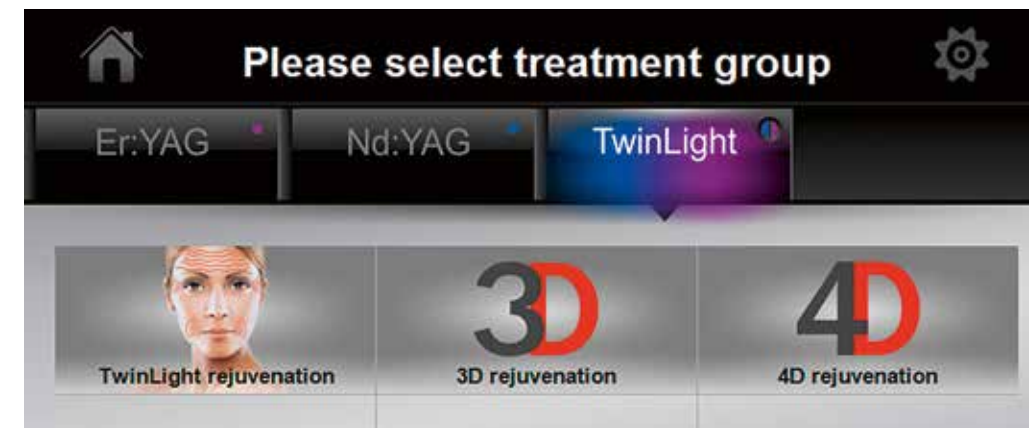 Please select treatment group
Er:YAG
Nd:YAG
TwinLight
3D
4D
TwinLight rejuvenation
3D rejuvenation
4D rejuvenation